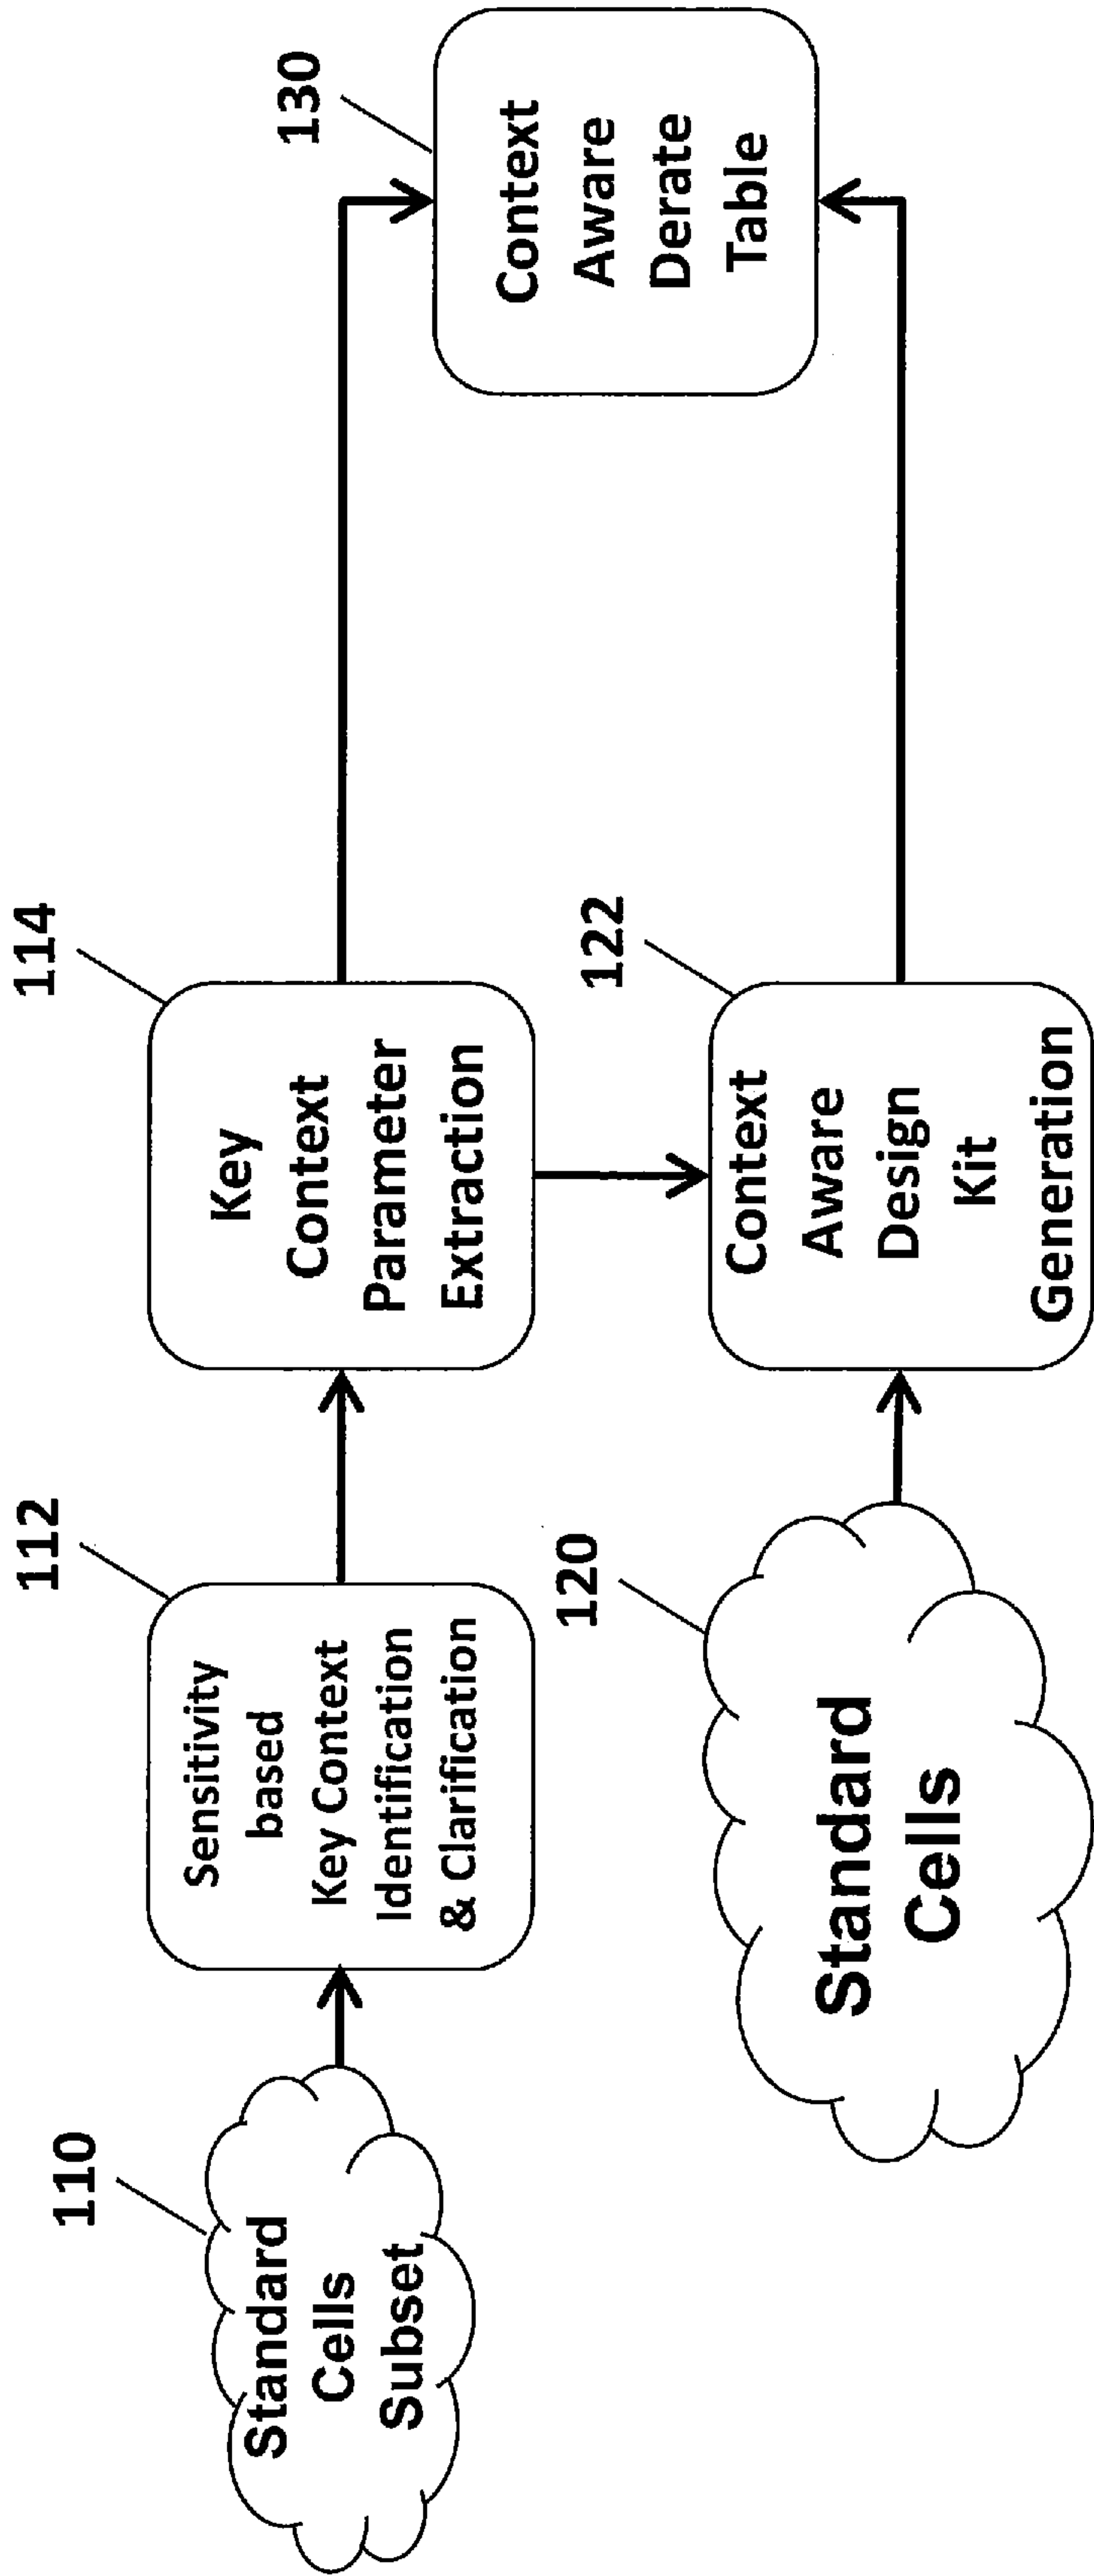 110
Standard
Cells
Subset
112
Sensitivity
based
Key Context
Identification
& Clarification
114
Key
Context
Parameter
Extraction
120
Standard
Cells
122
Context
Aware
Design
Kit
Generation
130
Context
Aware
Derate
Table